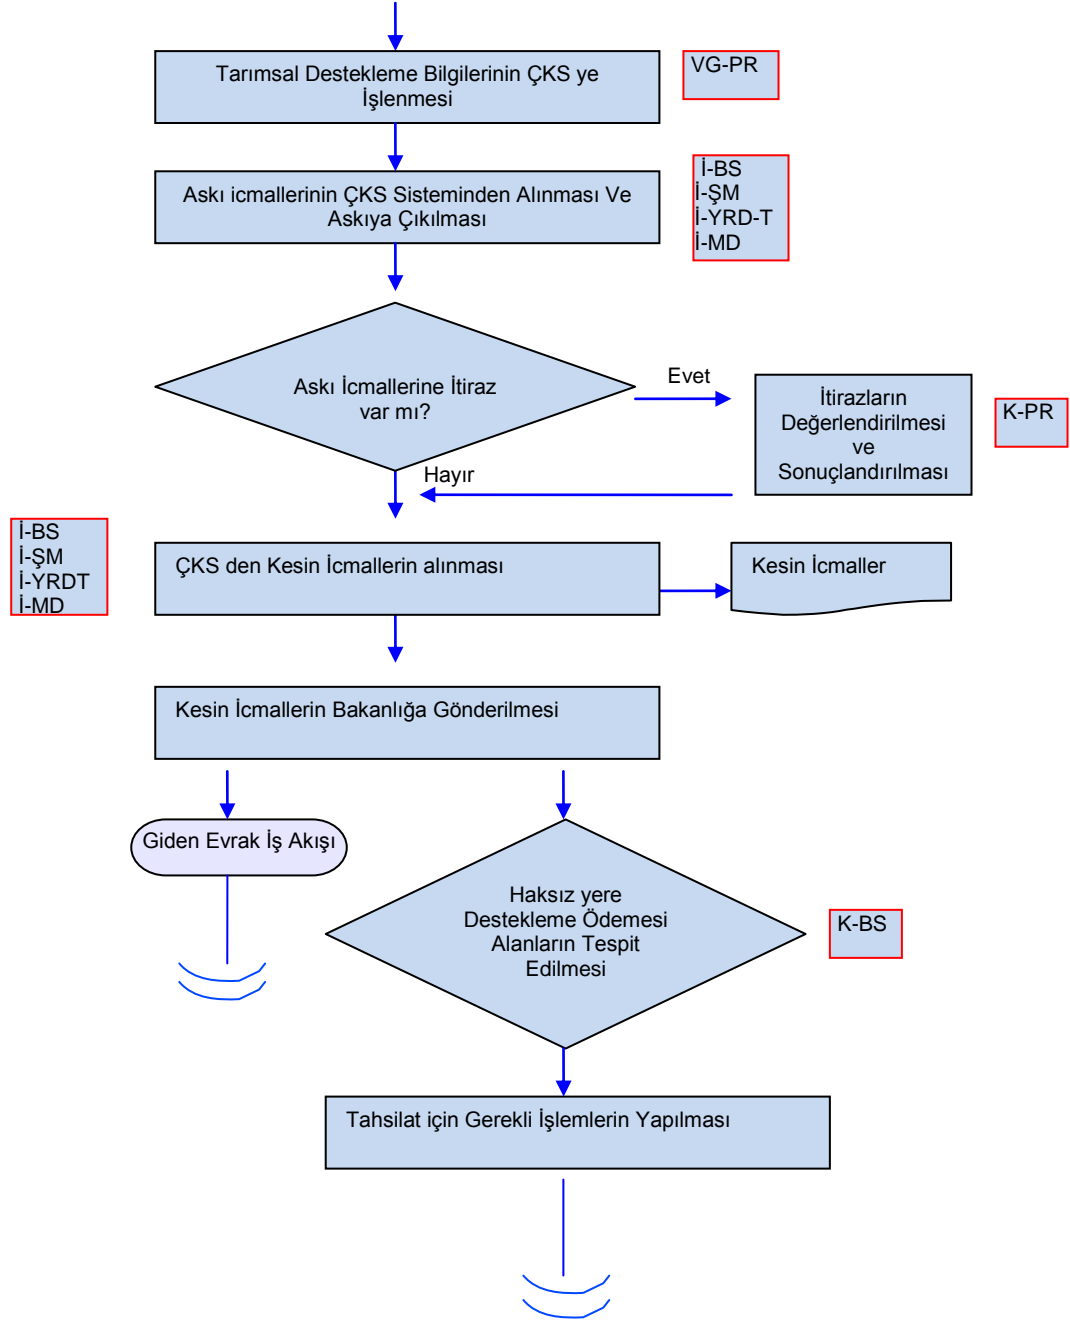 Tarımsal Destekleme Bilgilerinin ÇKS ye
İşlenmesi
VG-PR
Askı icmallerinin ÇKS Sisteminden Alınması Ve
Askıya Çıkılması
İ-BS
İ-ŞM
İ-YRD-T
İ-MD
Askı İcmallerine İtiraz
var mı?
Evet
İtirazların
Değerlendirilmesi
ve
Sonuçlandırılması
K-PR
Hayır
İ-BS
İ-ŞM
İ-YRDT
İ-MD
ÇKS den Kesin İcmallerin alınması
Kesin İcmaller
Kesin İcmallerin Bakanlığa Gönderilmesi
Giden Evrak İş Akışı
Haksız yere
Destekleme Ödemesi
Alanların Tespit
Edilmesi
K-BS
Tahsilat için Gerekli İşlemlerin Yapılması